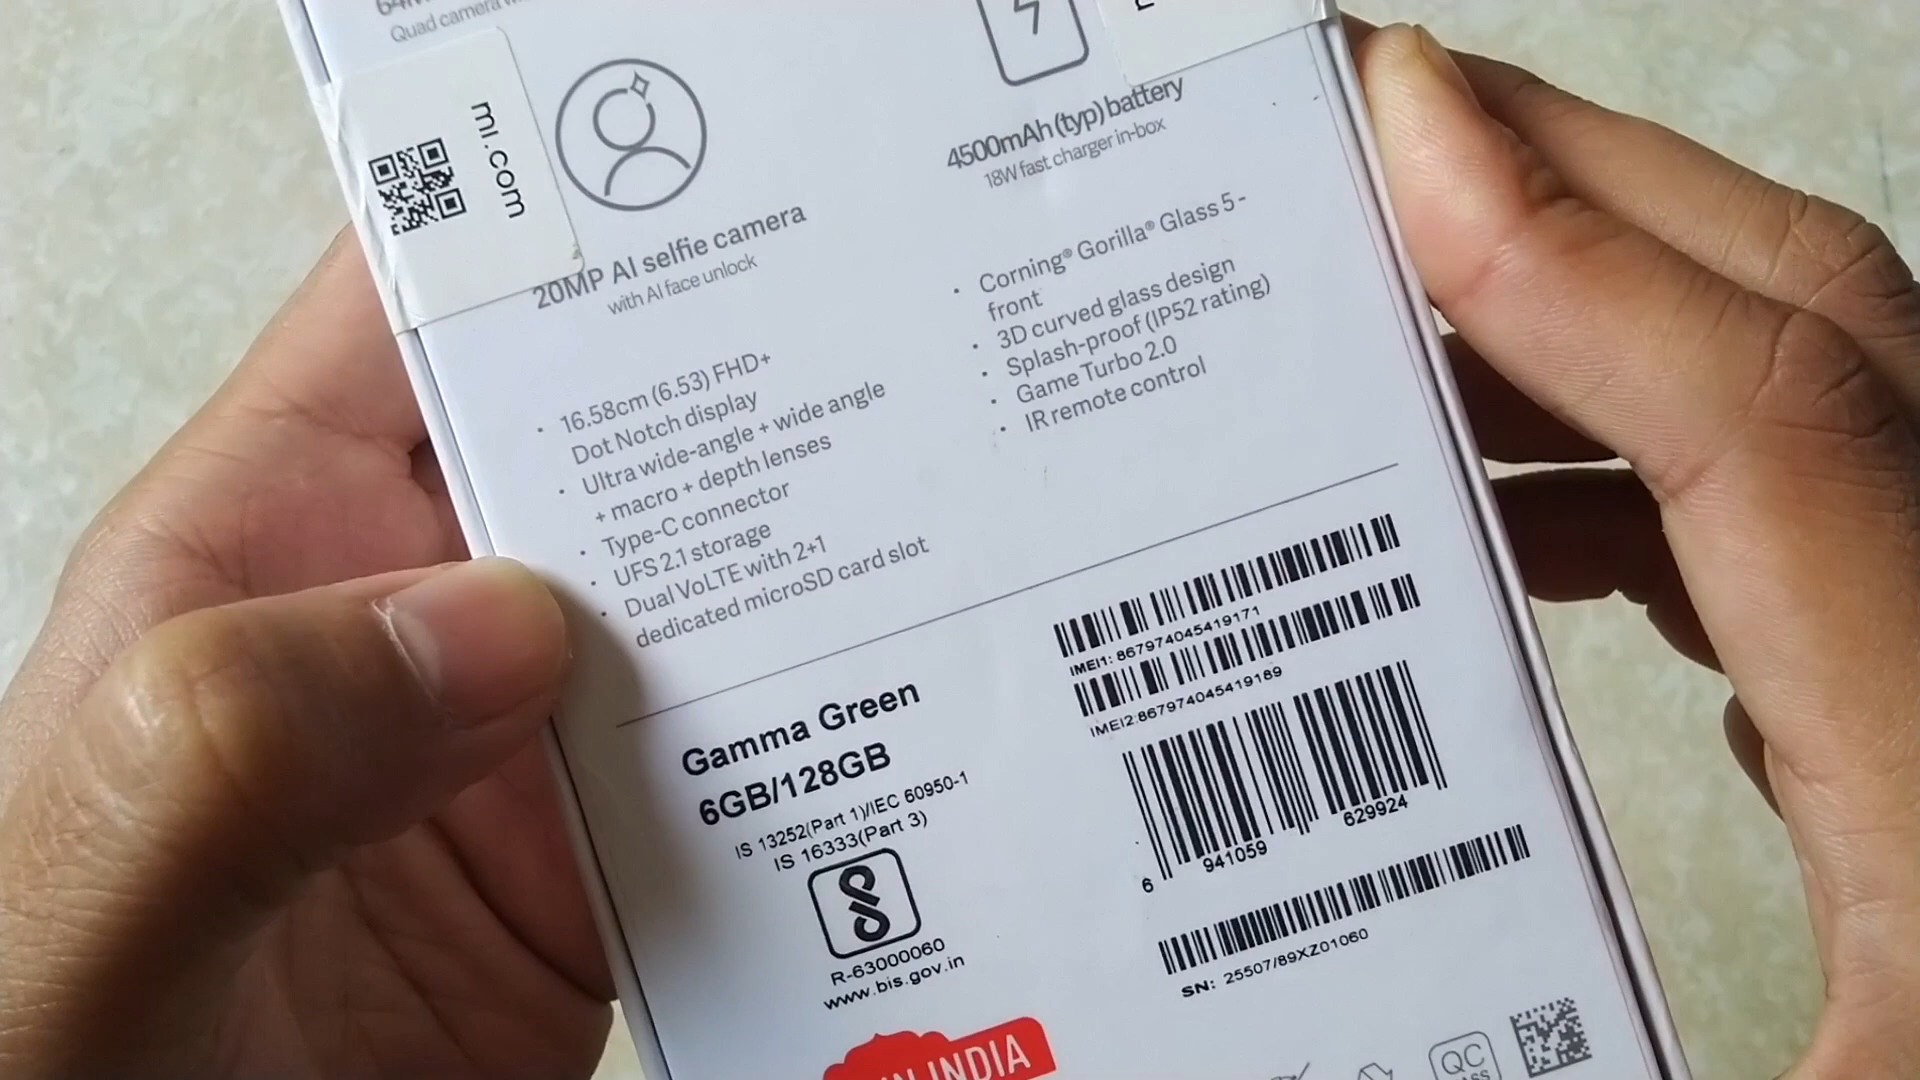 Quad camera
mi.com
20MP AI selfie camera
with AI face unlock
4500mAh (typ) battery
18W fast charger in-box
• 16.58cm (6.53) FHD+
Dot Notch display
• Ultra wide-angle + wide angle
+ macro + depth lenses
• Type-C connector
• UFS 2.1 storage
• Dual VoLTE with 2+1
dedicated microSD card slot
• Corning® Gorilla® Glass 5 -
front
• 3D curved glass design
• Splash-proof (IP52 rating)
• Game Turbo 2.0
• IR remote control
IMEI1: 867974045419171
IMEI2:867974045419189
Gamma Green
6GB/128GB
IS 13252(Part 1)/IEC 60950-1
IS 16333(Part 3)
R-63000060
www.bis.gov.in
6 941059 629924
SN: 25507/89XZ01060
IN INDIA
QC